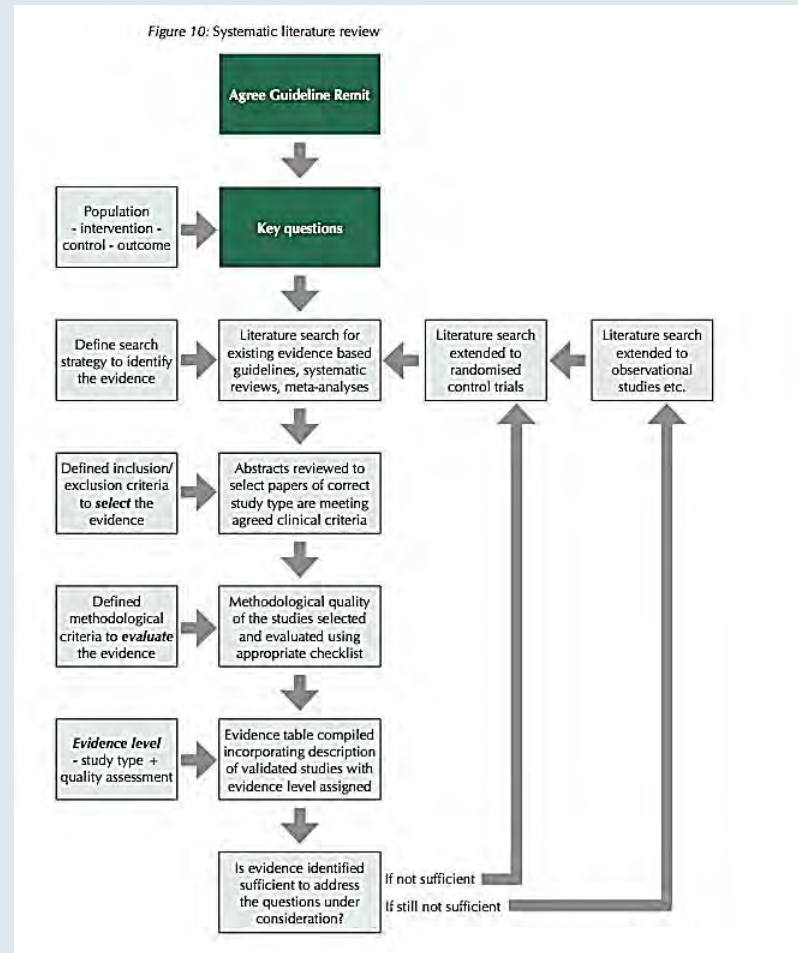 Figure 10: Systematic literature review
Agree Guideline Remit
Population
- intervention -
control - outcome
Key questions
Define search
strategy to identify
the evidence
Literature search for
existing evidence based
guidelines, systematic
reviews, meta-analyses
Literature search
extended to
randomised
control trials
Literature search
extended to
observational
studies etc.
Defined inclusion/
exclusion criteria
to select the
evidence
Abstracts reviewed to
select papers of correct
study type are meeting
agreed clinical criteria
Defined
methodological
criteria to evaluate
the evidence
Methodological quality
of the studies selected
and evaluated using
appropriate checklist
Evidence level
- study type +
quality assessment
Evidence table compiled
incorporating description
of validated studies with
evidence level assigned
Is evidence identified
sufficient to address
the questions under
consideration?
If not sufficient
If still not sufficient